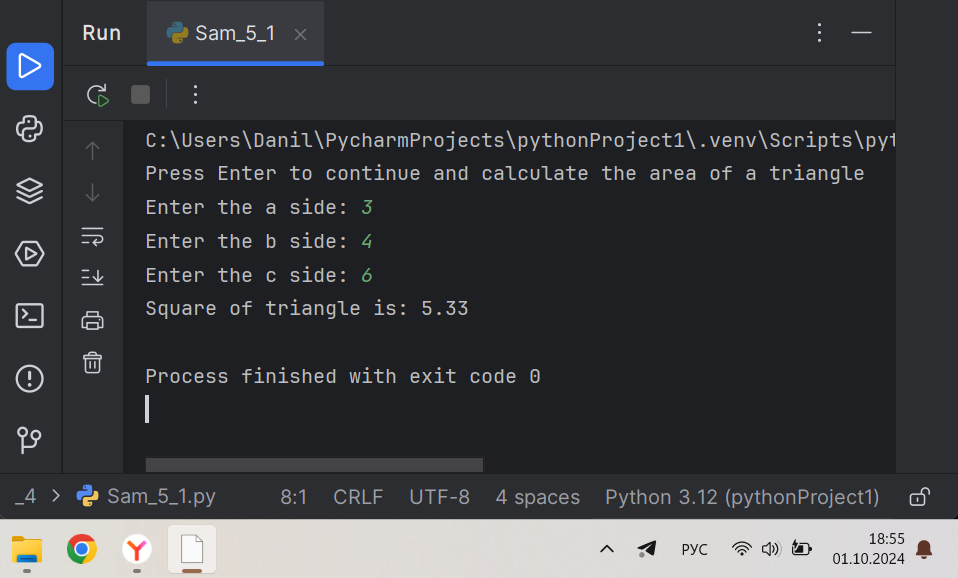 Run Sam_5_1
C:\Users\Danil\PycharmProjects\pythonProject1\.venv\Scripts\pyt
Press Enter to continue and calculate the area of a triangle
Enter the a side: 3
Enter the b side: 4
Enter the c side: 6
Square of triangle is: 5.33
Process finished with exit code 0
_4 > Sam_5_1.py 8:1 CRLF UTF-8 4 spaces Python 3.12 (pythonProject1)
РУС 18:55
01.10.2024